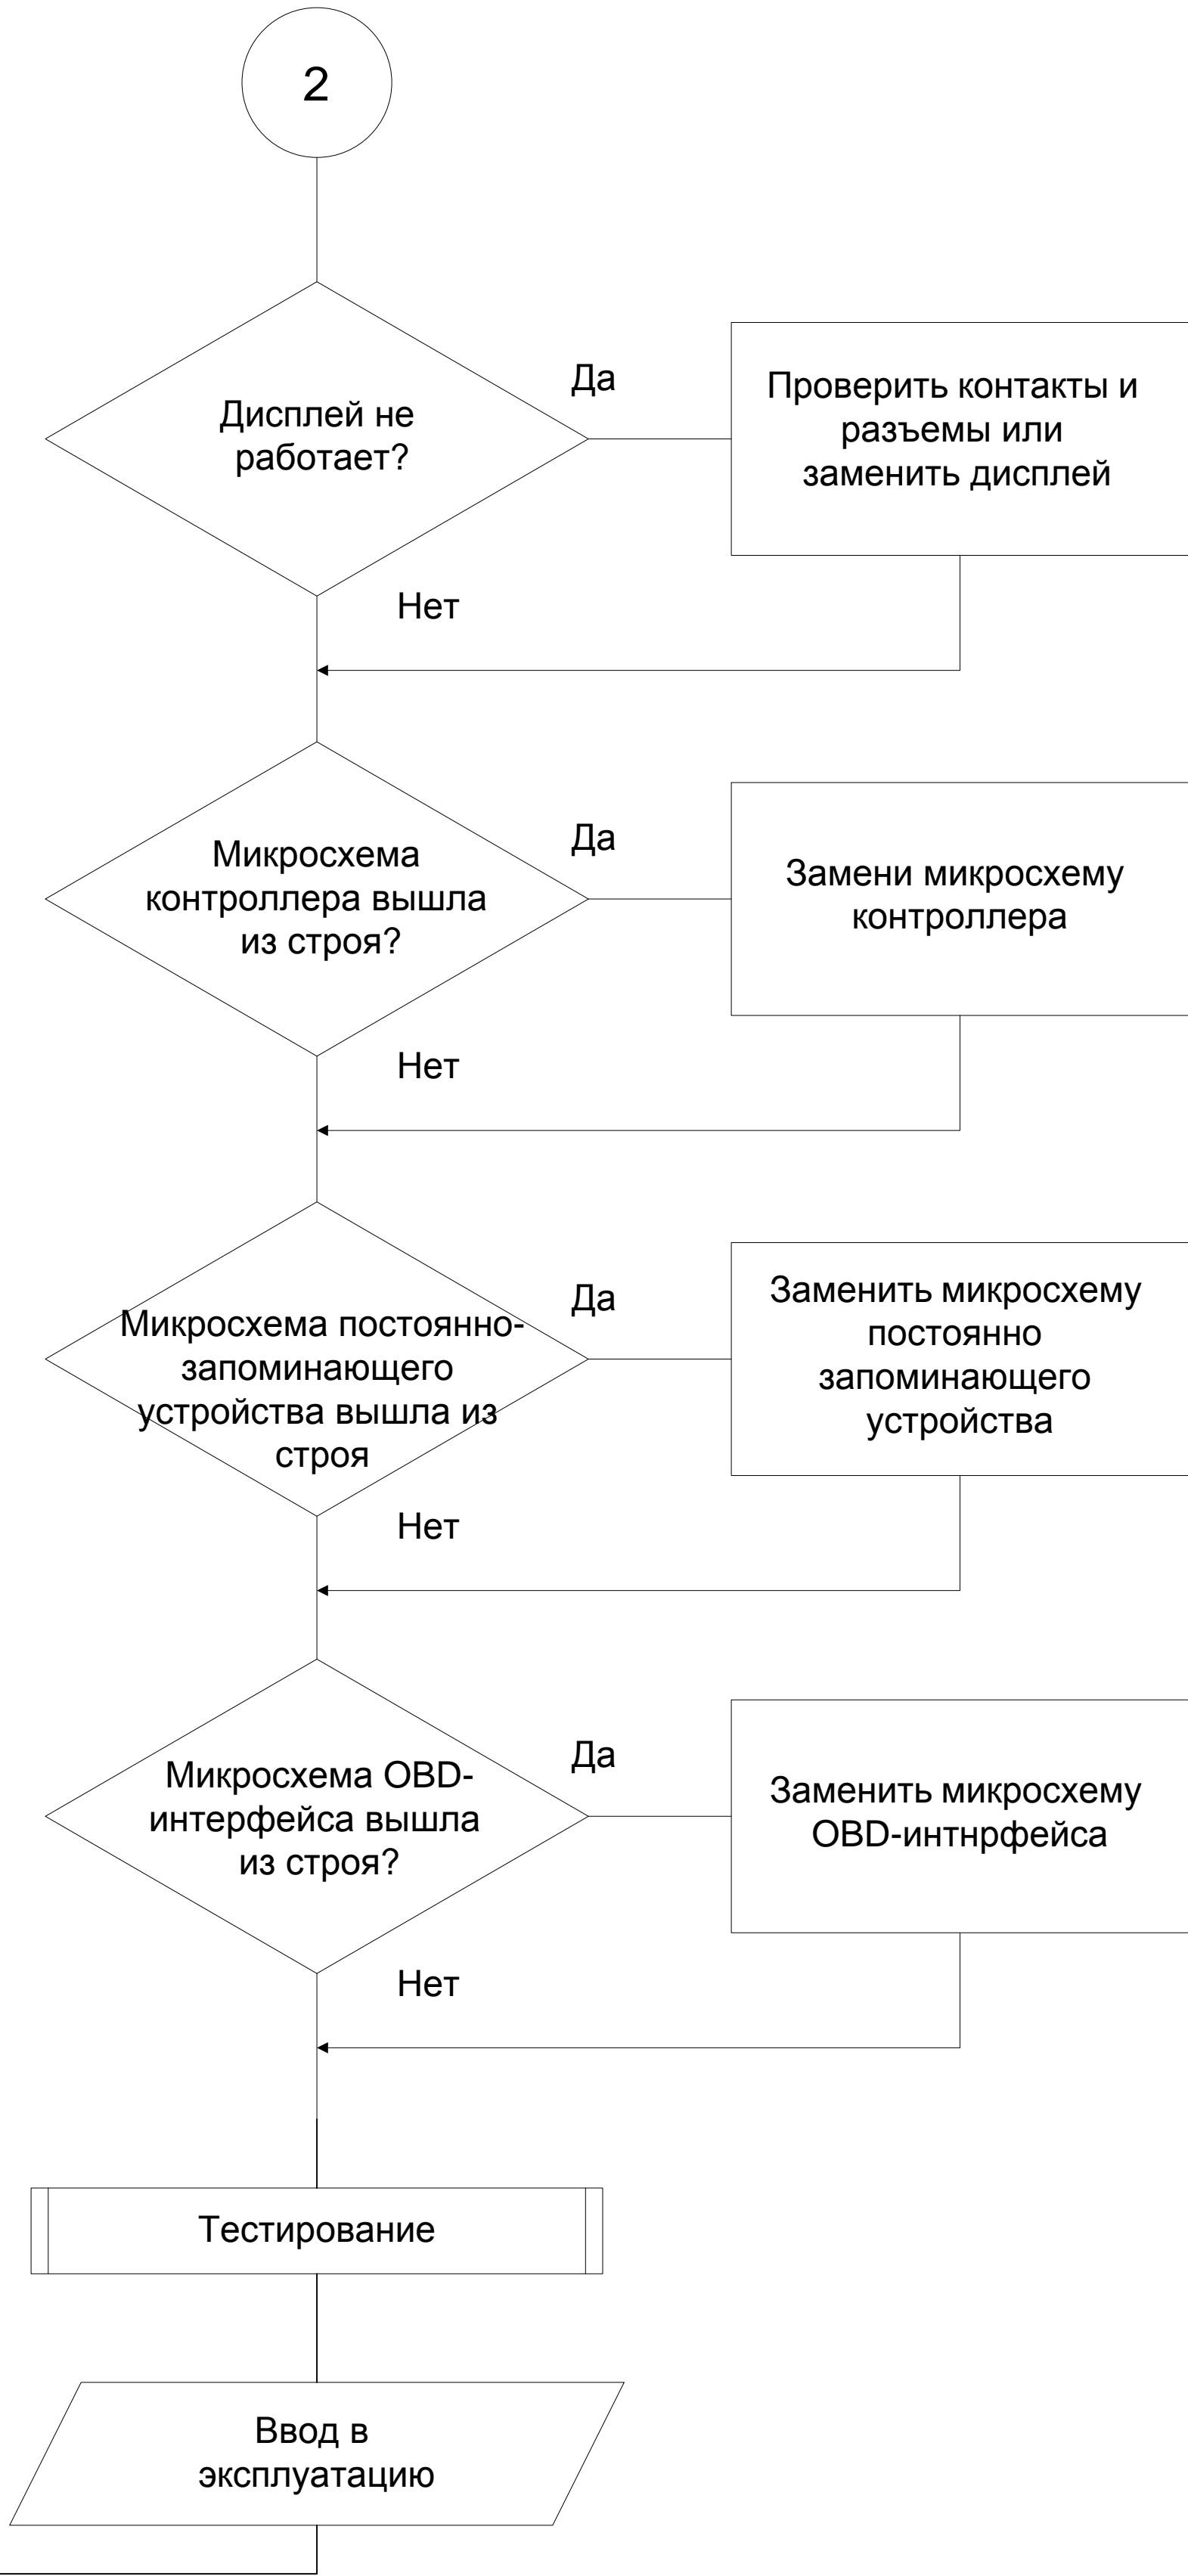 2
Дисплей не
работает?
Да
Проверить контакты и
разъемы или
заменить дисплей
Нет
Микросхема
контроллера вышла
из строя?
Да
Замени микросхему
контроллера
Нет
Микросхема постоянно-
запоминающего
устройства вышла из
строя
Да
Заменить микросхему
постоянно
запоминающего
устройства
Нет
Микросхема OBD-
интерфейса вышла
из строя?
Да
Заменить микросхему
OBD-интнрфейса
Нет
Тестирование
Ввод в
эксплуатацию